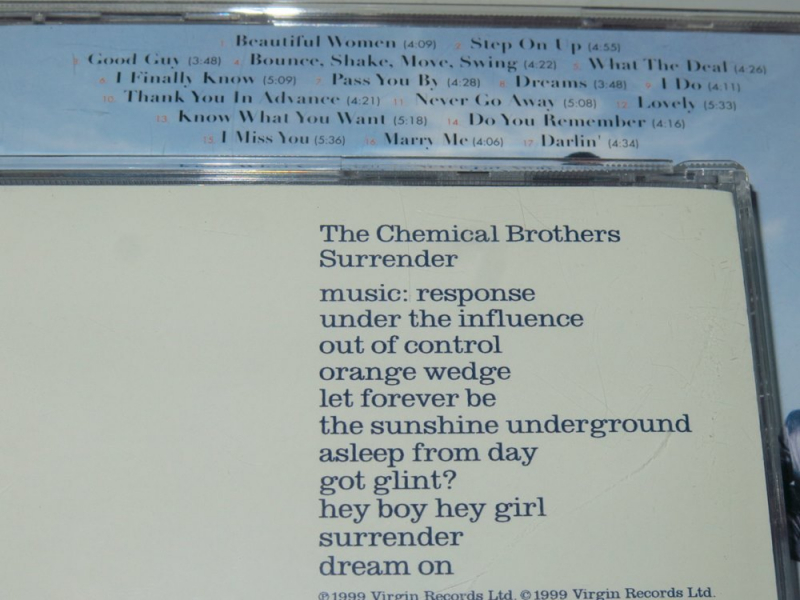 1. Beautiful Women (4:09) 2. Step On Up (4:55)
3. Good Guy (3:48) 4. Bounce, Shake, Move, Swing (4:22) 5. What The Deal (4:26)
6. I Finally Know (5:09) 7. Pass You By (4:28) 8. Dreams (3:48) 9. I Do (4:11)
10. Thank You In Advance (4:21) 11. Never Go Away (5:08) 12. Lovely (5:33)
13. Know What You Want (5:18) 14. Do You Remember (4:16)
15. I Miss You (5:36) 16. Marry Me (4:06) 17. Darlin' (4:34)
The Chemical Brothers
Surrender
music: response
under the influence
out of control
orange wedge
let forever be
the sunshine underground
asleep from day
got glint?
hey boy hey girl
surrender
dream on
℗ 1999 Virgin Records Ltd. © 1999 Virgin Records Ltd.